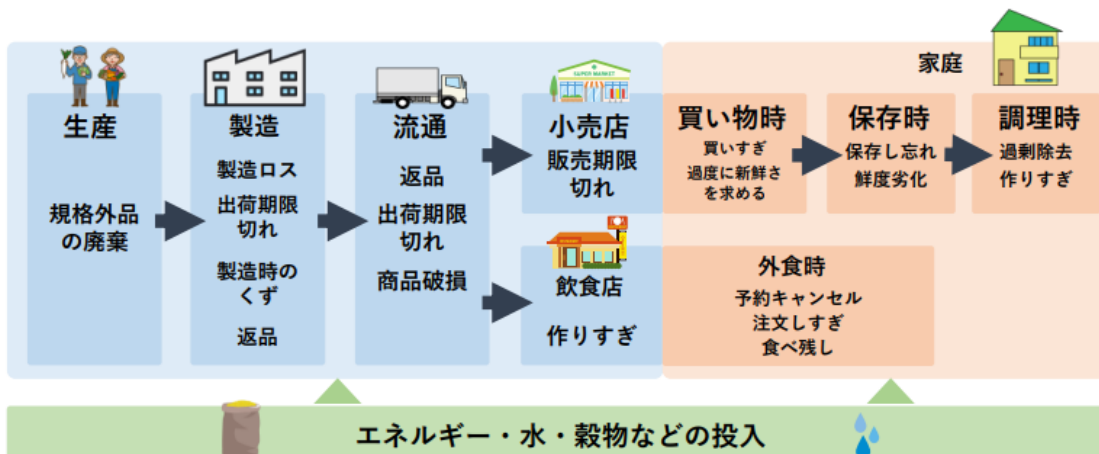 家庭
生産
規格外品
の廃棄
製造
製造ロス
出荷期限
切れ
製造時の
くず
返品
流通
返品
出荷期限
切れ
商品破損
SUPER MARKET
小売店
販売期限
切れ
飲食店
作りすぎ
買い物時
買いすぎ
過度に新鮮さ
を求める
保存時
保存し忘れ
鮮度劣化
調理時
過剰除去
作りすぎ
外食時
予約キャンセル
注文しすぎ
食べ残し
エネルギー・水・穀物などの投入